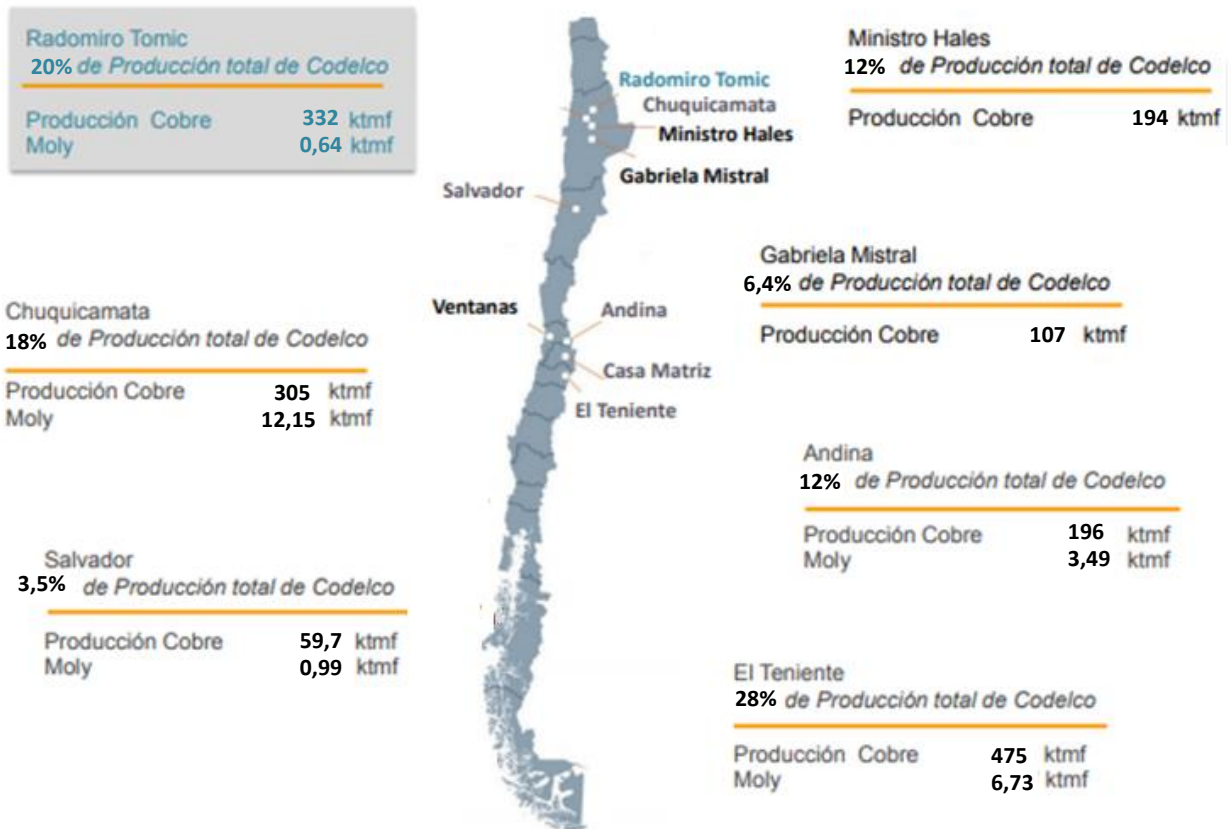 Radomiro Tomic
20% de Producción total de Codelco
Producción Cobre 332 ktmf
Moly 0,64 ktmf
Ministro Hales
12% de Producción total de Codelco
Producción Cobre 194 ktmf
Radomiro Tomic
Chuquicamata
Ministro Hales
Gabriela Mistral
Salvador
Gabriela Mistral
6,4% de Producción total de Codelco
Producción Cobre 107 ktmf
Ventanas
Andina
Casa Matriz
El Teniente
Chuquicamata
18% de Producción total de Codelco
Producción Cobre 305 ktmf
Moly 12,15 ktmf
Andina
12% de Producción total de Codelco
Producción Cobre 196 ktmf
Moly 3,49 ktmf
Salvador
3,5% de Producción total de Codelco
Producción Cobre 59,7 ktmf
Moly 0,99 ktmf
El Teniente
28% de Producción total de Codelco
Producción Cobre 475 ktmf
Moly 6,73 ktmf